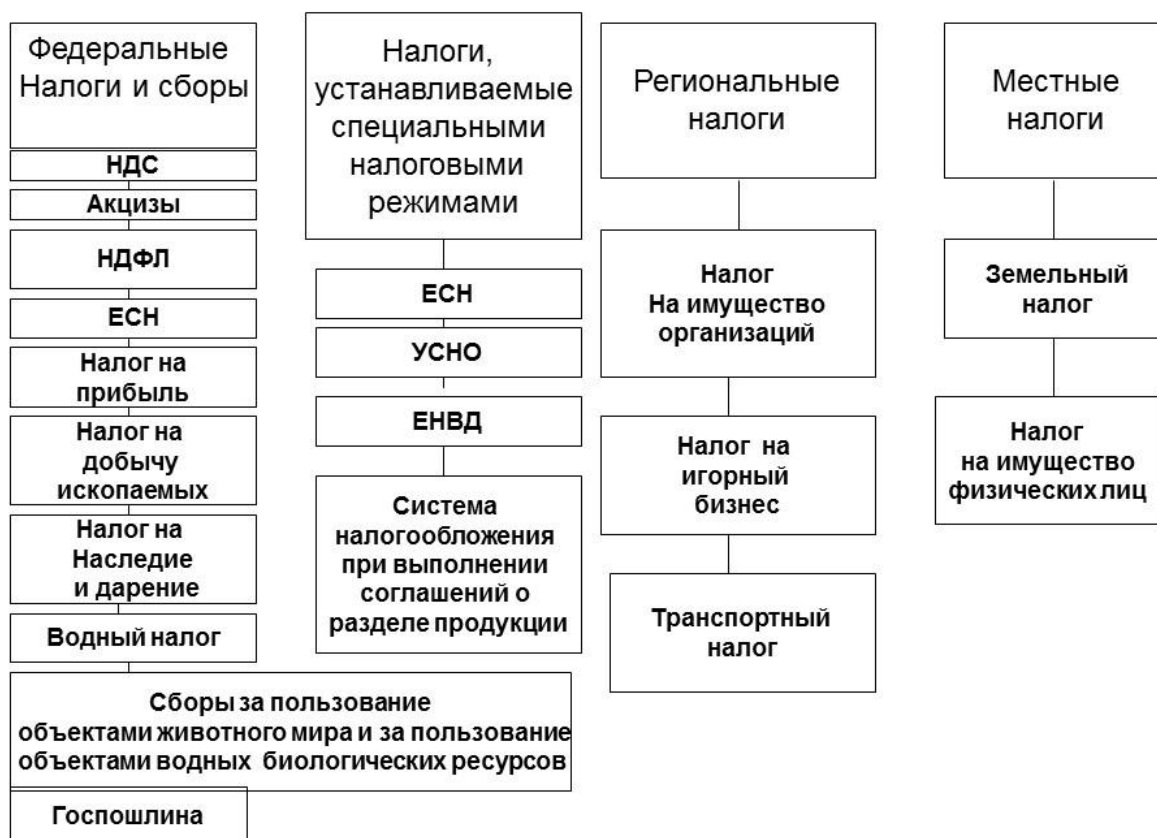 Федеральные
Налоги и сборы
НДС
Акцизы
НДФЛ
ЕСН
Налог на
прибыль
Налог на
добычу
ископаемых
Налог на
Наследие
и дарение
Водный налог
Сборы за пользование
объектами животного мира и за пользование
объектами водных биологических ресурсов
Госпошлина
Налоги,
устанавливаемые
специальными
налоговыми
режимами
ЕСН
УСНО
ЕНВД
Система
налогообложения
при выполнении
соглашений о
разделе продукции
Региональные
налоги
Налог
На имущество
организаций
Налог на
игорный
бизнес
Транспортный
налог
Местные
налоги
Земельный
налог
Налог
на имущество
физических лиц